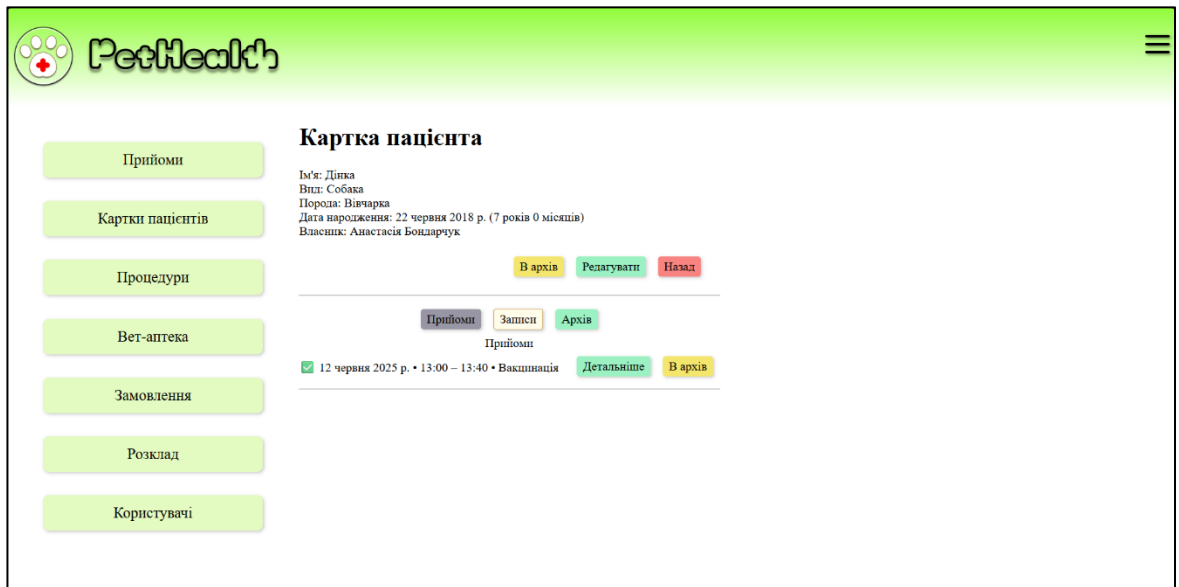 PetHealth
Прийоми
Картки пацієнтів
Процедури
Вет-аптека
Замовлення
Розклад
Користувачі
Картка пацієнта
Ім'я: Дінка
Вид: Собака
Порода: Вівчарка
Дата народження: 22 червня 2018 р. (7 років 0 місяців)
Власник: Анастасія Бондарчук
В архів Редагувати Назад
Прийоми Записи Архів
Прийоми
✅ 12 червня 2025 р. • 13:00 – 13:40 • Вакцинація Детальніше В архів